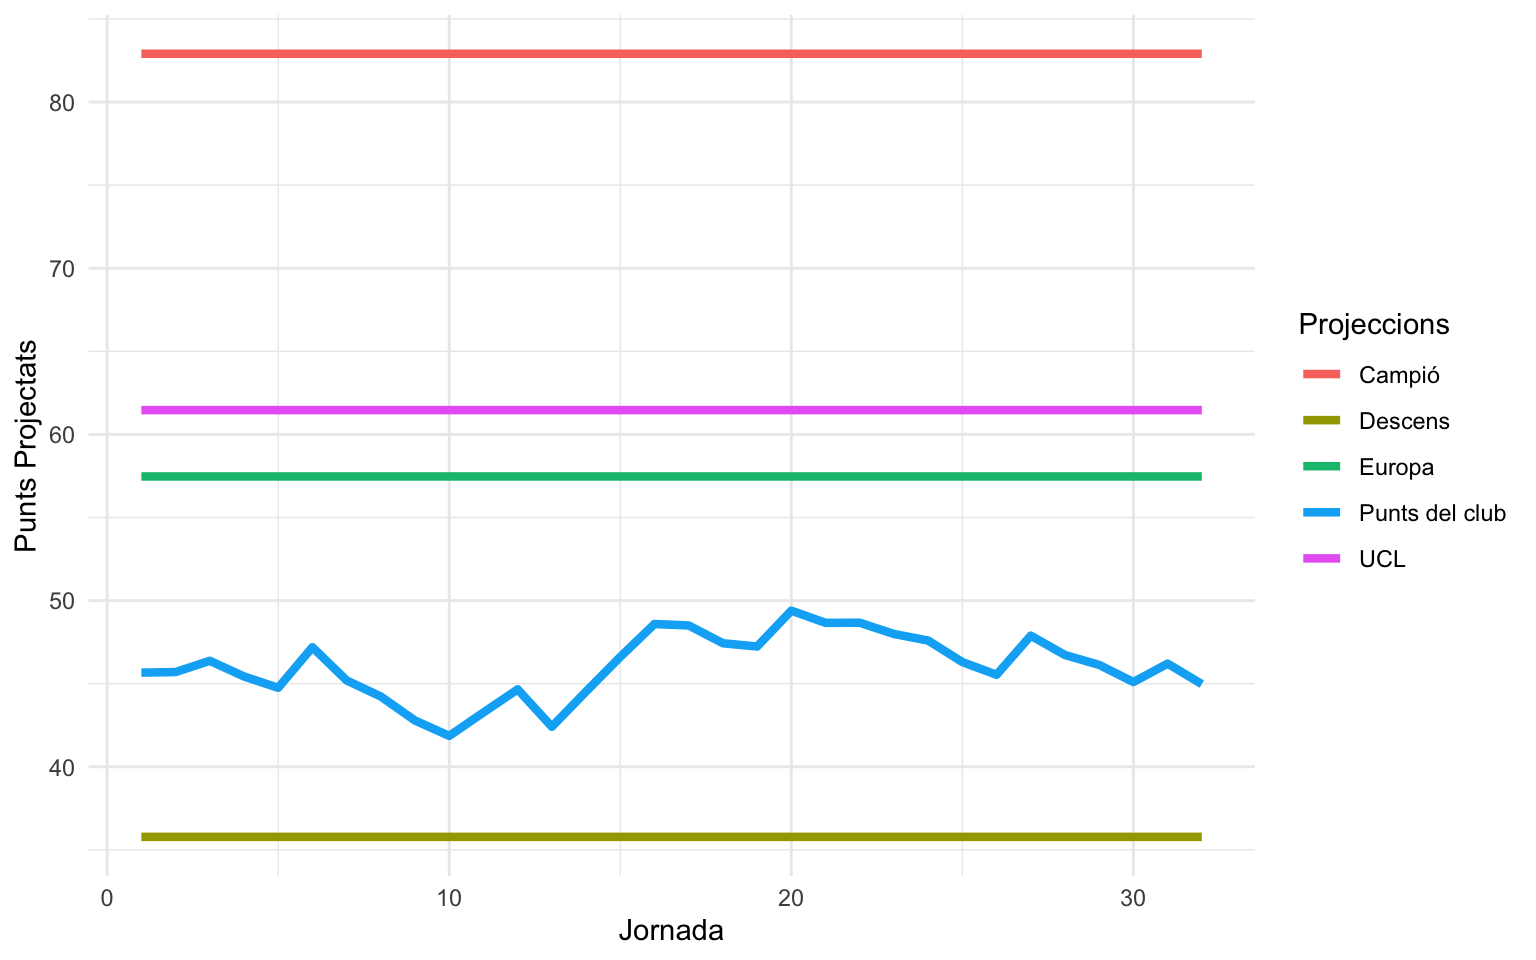 80
70
60
50
40
Punts Projectats
0 10 20 30
Jornada
Projeccions
Campió
Descens
Europa
Punts del club
UCL